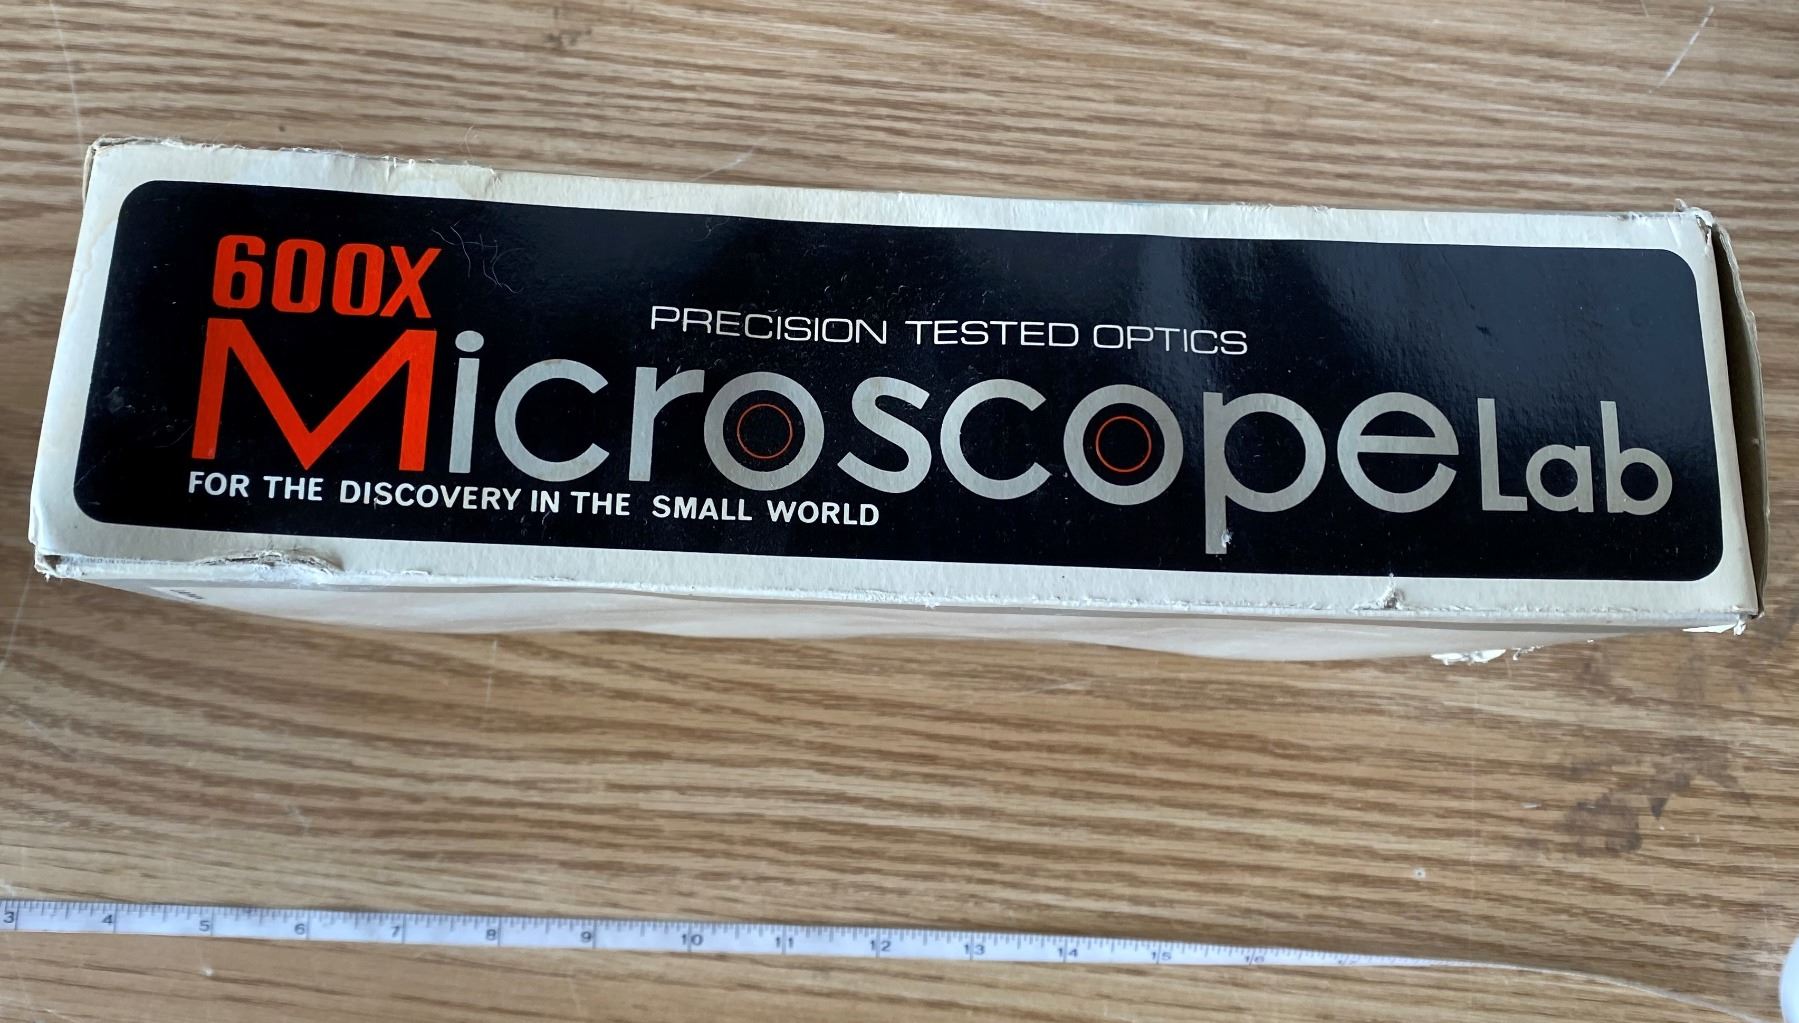 600X
PRECISION TESTED OPTICS
Microscope Lab
FOR THE DISCOVERY IN THE SMALL WORLD
3 4 5 6 7 8 9 10 11 12 13 14 15 16